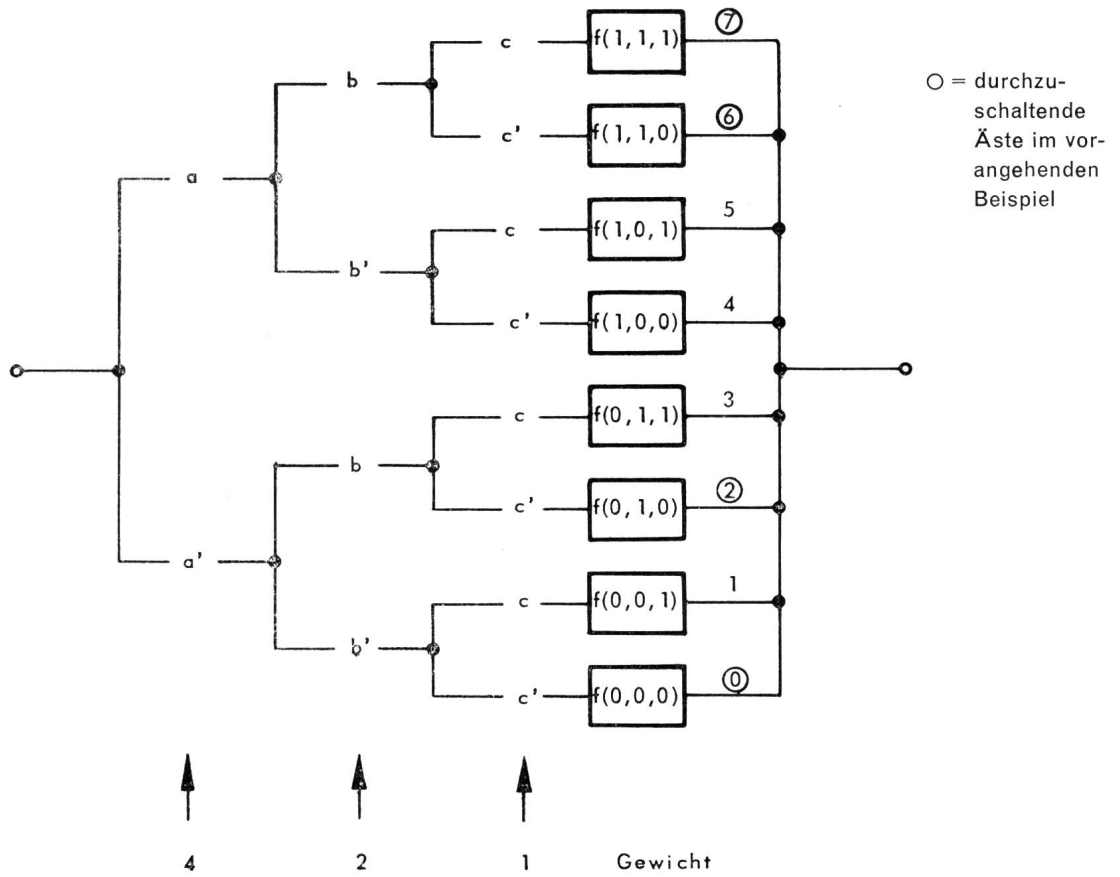 c f(1, 1, 1) 7
b
c' f(1, 1, 0) 6
○ = durchzu-
schaltende
Äste im vor-
angehenden
Beispiel
a
c f(1,0,1) 5
b'
c' f(1,0,0) 4
c f(0, 1, 1) 3
b
c' f(0, 1, 0) 2
a'
c f(0,0,1) 1
b'
c' f(0,0,0) 0
4 2 1 Gewicht